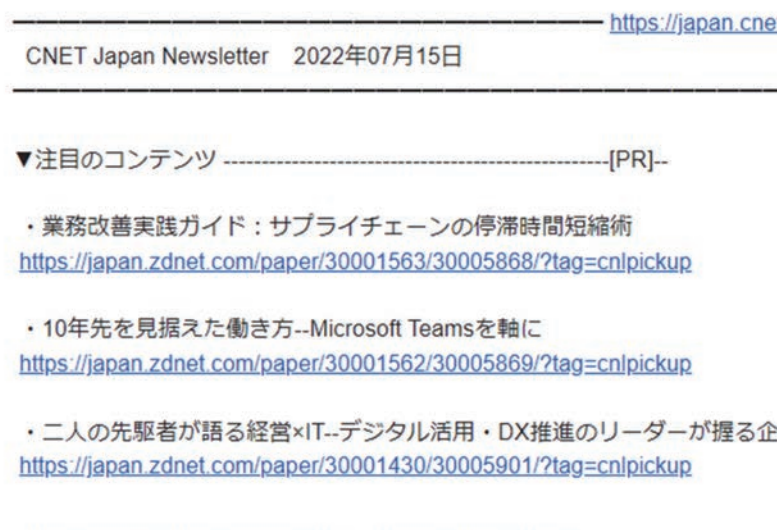 ━━━━━━━━━━━━━━━━━━━━━━━━━━ https://japan.cne
CNET Japan Newsletter　2022年07月15日
━━━━━━━━━━━━━━━━━━━━━━━━━━━━━━━━━━
▼注目のコンテンツ ---------------------------------------------------[PR]--
・業務改善実践ガイド：サプライチェーンの停滞時間短縮術
https://japan.zdnet.com/paper/30001563/30005868/?tag=cnlpickup
・10年先を見据えた働き方--Microsoft Teamsを軸に
https://japan.zdnet.com/paper/30001562/30005869/?tag=cnlpickup
・二人の先駆者が語る経営×IT--デジタル活用・DX推進のリーダーが握る企
https://japan.zdnet.com/paper/30001430/30005901/?tag=cnlpickup